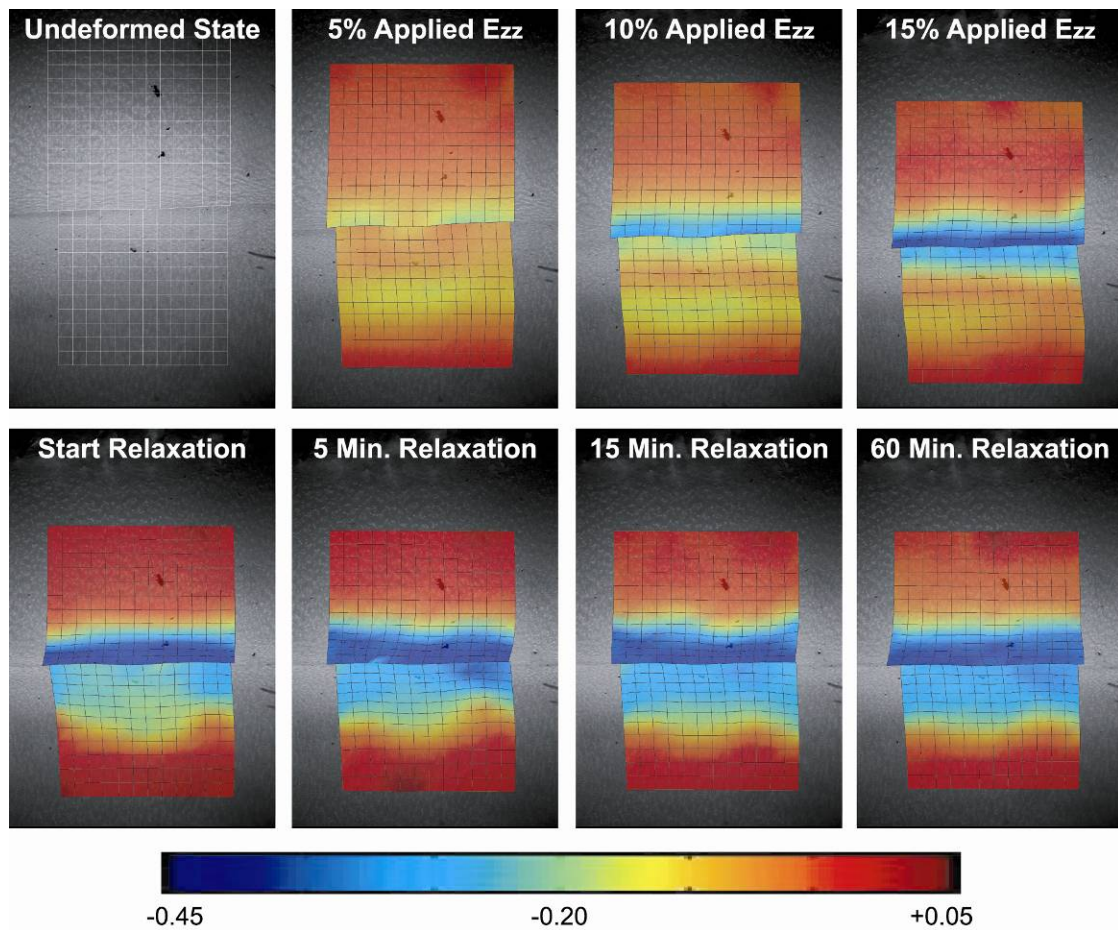 Undeformed State
5% Applied Ezz
10% Applied Ezz
15% Applied Ezz
Start Relaxation
5 Min. Relaxation
15 Min. Relaxation
60 Min. Relaxation
-0.45
-0.20
+0.05